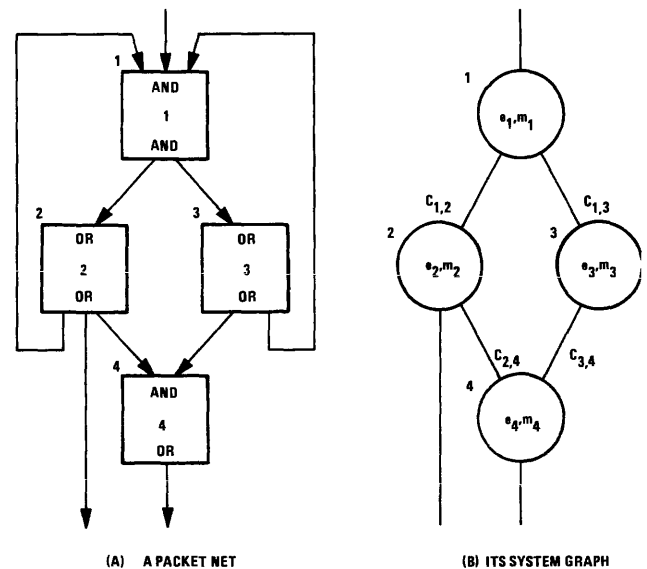 1
AND
1
AND
2
OR
2
OR
3
OR
3
OR
4
AND
4
OR
(A) A PACKET NET
1
e1,m1
C1,2
C1,3
2
e2,m2
3
e3,m3
C2,4
C3,4
4
e4,m4
(B) ITS SYSTEM GRAPH